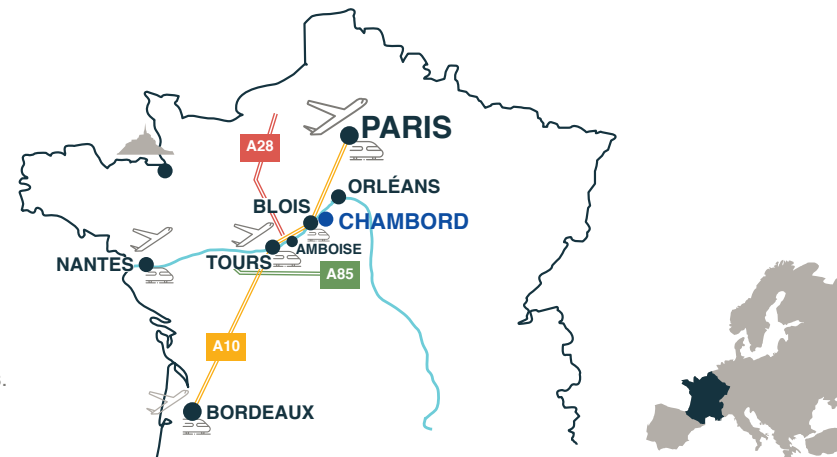 PARIS
A28
ORLÉANS
BLOIS
CHAMBORD
AMBOISE
TOURS
NANTES
A85
A10
s.
BORDEAUX